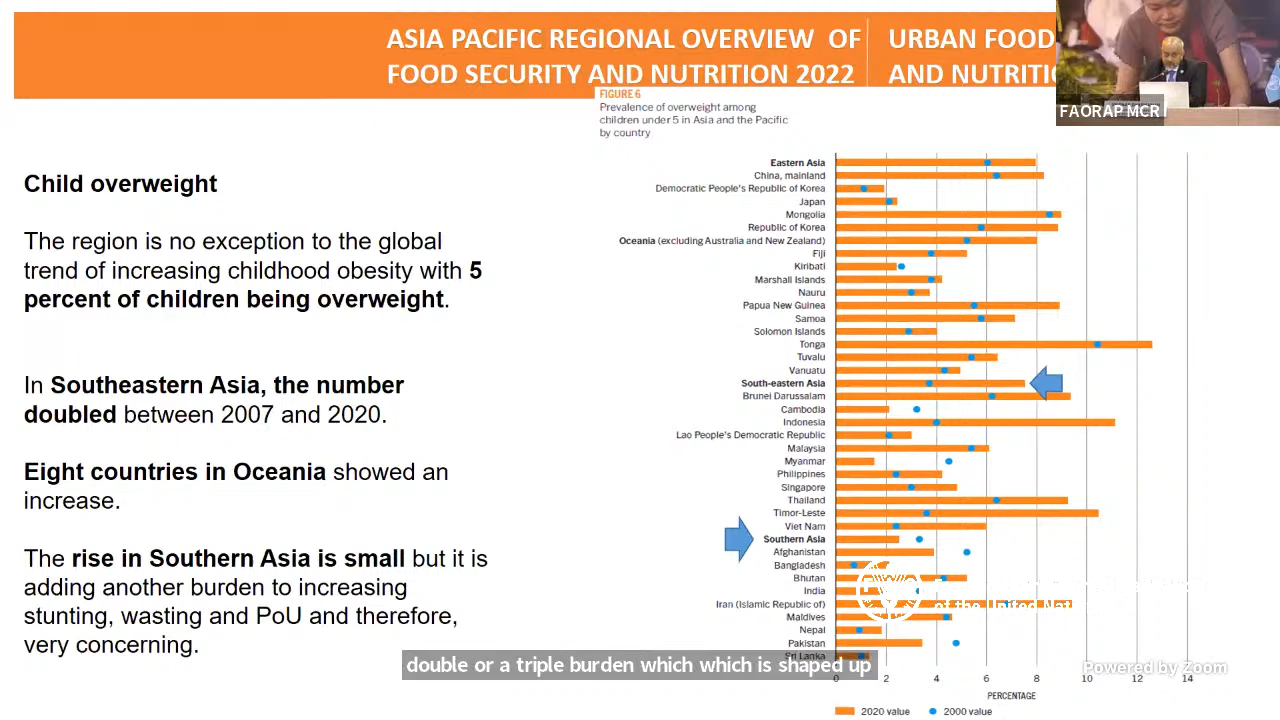 ASIA PACIFIC REGIONAL OVERVIEW OF
FOOD SECURITY AND NUTRITION 2022
URBAN FOOD
AND NUTRITIO
FAORAP MCR
FIGURE 6
Prevalence of overweight among
children under 5 in Asia and the Pacific
by country
Child overweight
The region is no exception to the global
trend of increasing childhood obesity with 5
percent of children being overweight.
In Southeastern Asia, the number
doubled between 2007 and 2020.
Eight countries in Oceania showed an
increase.
The rise in Southern Asia is small but it is
adding another burden to increasing
stunting, wasting and PoU and therefore,
very concerning.
Eastern Asia
China, mainland
Democratic People's Republic of Korea
Japan
Mongolia
Republic of Korea
Oceania (excluding Australia and New Zealand)
Fiji
Kiribati
Marshall Islands
Nauru
Papua New Guinea
Samoa
Solomon Islands
Tonga
Tuvalu
Vanuatu
South-eastern Asia
Brunei Darussalam
Cambodia
Indonesia
Lao People's Democratic Republic
Malaysia
Myanmar
Philippines
Singapore
Thailand
Timor-Leste
Viet Nam
Southern Asia
Afghanistan
Bangladesh
Bhutan
India
Iran (Islamic Republic of)
Maldives
Nepal
Pakistan
Sri Lanka
of the United Nat
double or a triple burden which which is shaped up
Powered by Zoom
0 2 4 6 8 10 12 14
PERCENTAGE
2020 value 2000 value